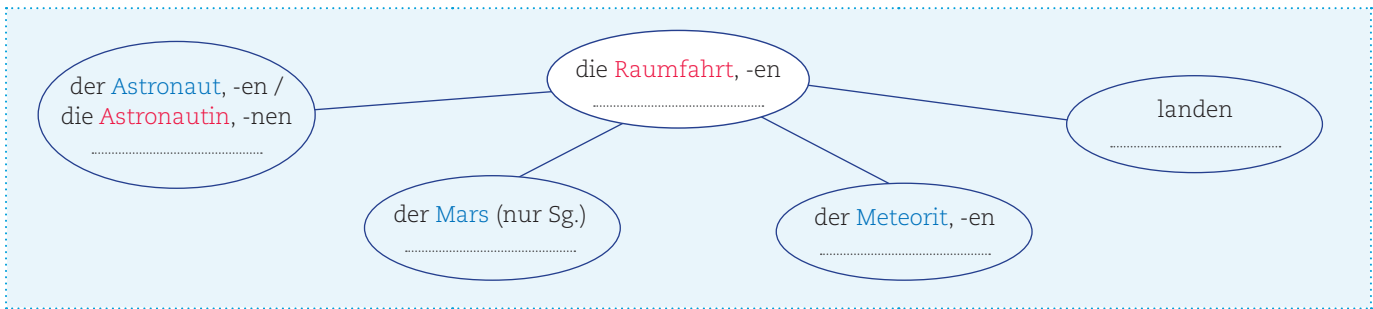 der Astronaut, -en /
die Astronautin, -nen
die Raumfahrt, -en
landen
der Mars (nur Sg.)
der Meteorit, -en